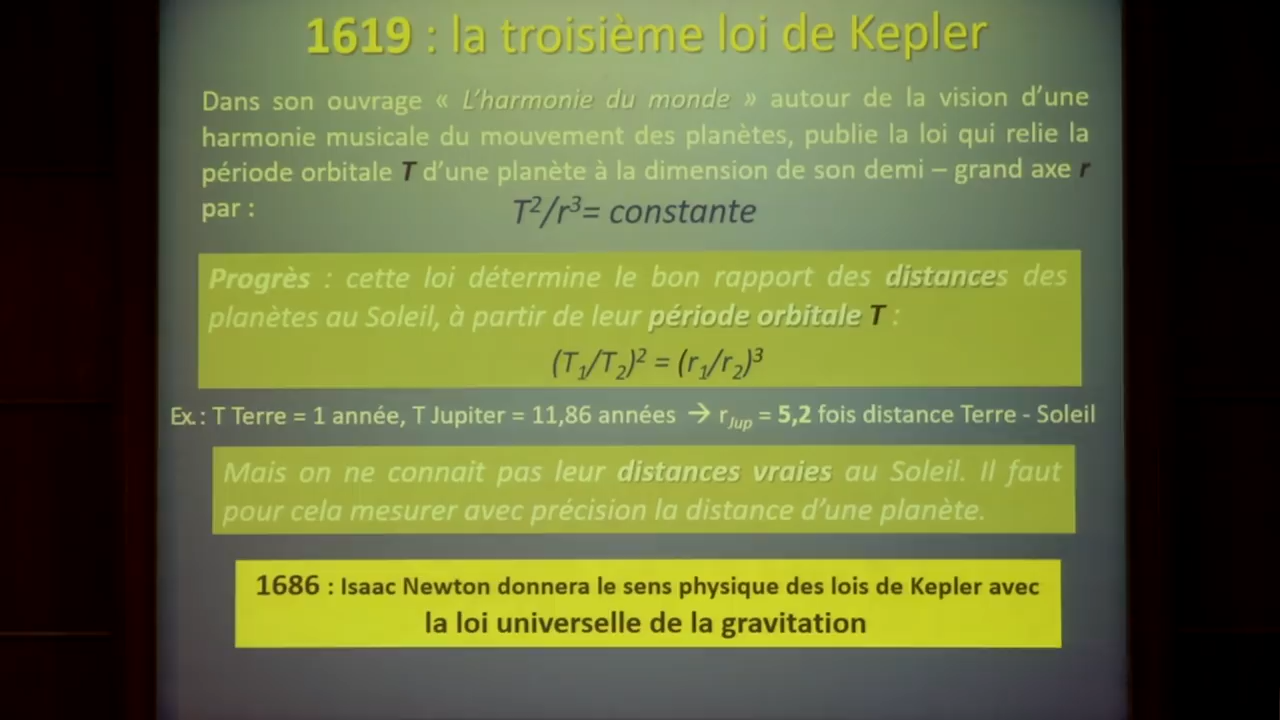 1619 : la troisième loi de Kepler
Dans son ouvrage « L'harmonie du monde » autour de la vision d'une
harmonie musicale du mouvement des planètes, publie la loi qui relie la
période orbitale T d'une planète à la dimension de son demi – grand axe r
par :
T²/r³= constante
Progrès : cette loi détermine le bon rapport des distances des
planètes au Soleil, à partir de leur période orbitale T :
(T₁/T₂)² = (r₁/r₂)³
Ex.: T Terre = 1 année, T Jupiter = 11,86 années → r_Jup = 5,2 fois distance Terre - Soleil
Mais on ne connait pas leur distances vraies au Soleil. Il faut
pour cela mesurer avec précision la distance d'une planète.
1686 : Isaac Newton donnera le sens physique des lois de Kepler avec
la loi universelle de la gravitation